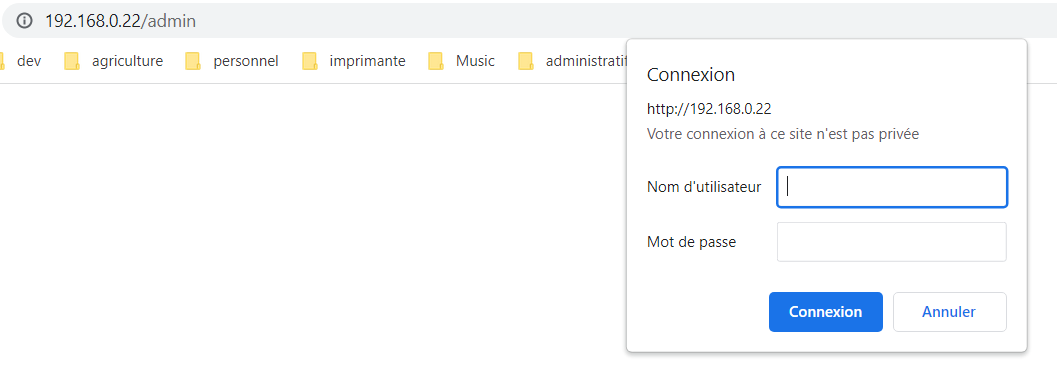 192.168.0.22/admin
dev agriculture personnel imprimante Music administratif
Connexion
http://192.168.0.22
Votre connexion à ce site n'est pas privée
Nom d'utilisateur
Mot de passe
Connexion Annuler